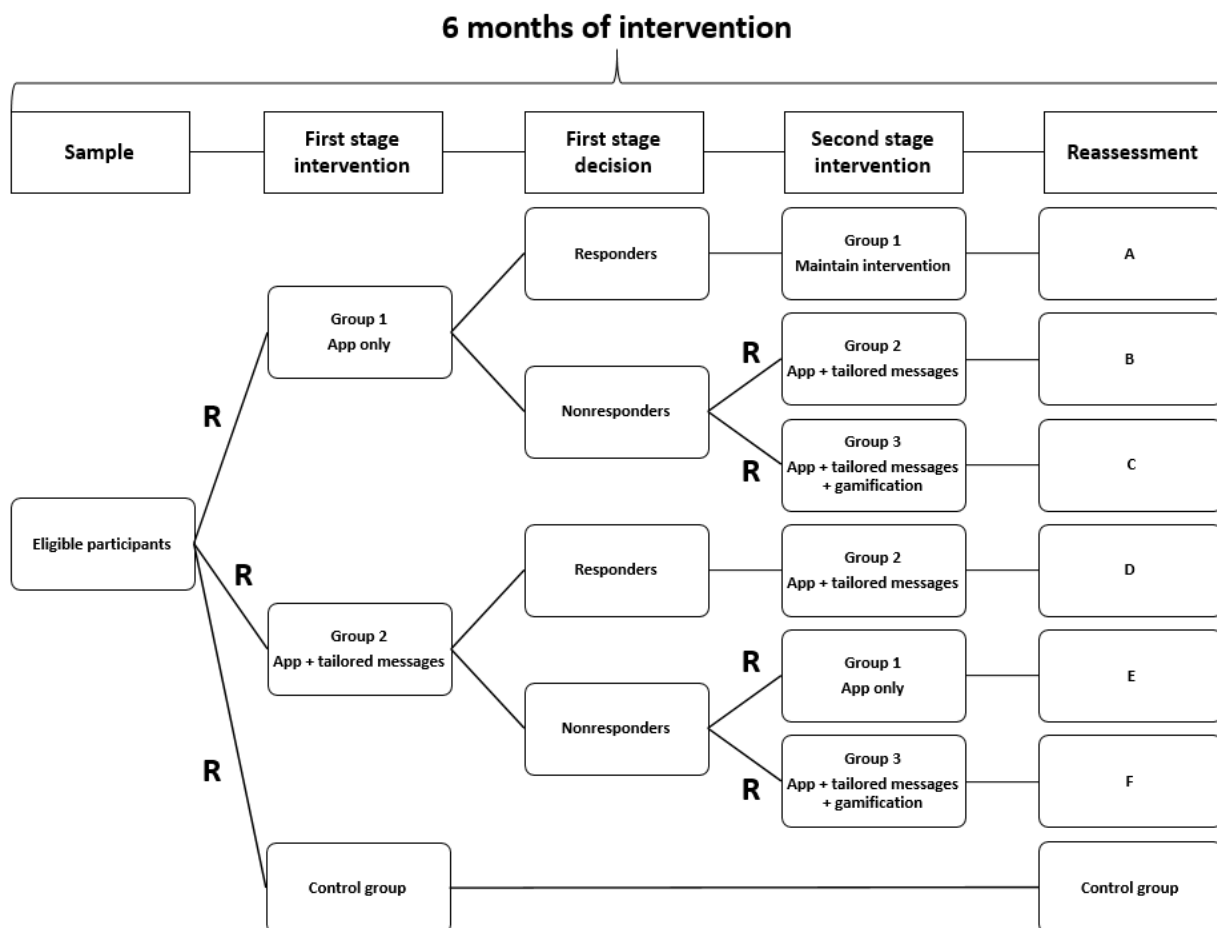 6 months of intervention
Sample
First stage
intervention
First stage
decision
Second stage
intervention
Reassessment
Responders
Group 1
Maintain intervention
A
Group 1
App only
R
Group 2
App + tailored messages
B
Nonresponders
R
Group 3
App + tailored messages
+ gamification
C
R
Eligible participants
R
Responders
Group 2
App + tailored messages
D
Group 2
App + tailored messages
R
Group 1
App only
E
Nonresponders
R
Group 3
App + tailored messages
+ gamification
F
R
Control group
Control group